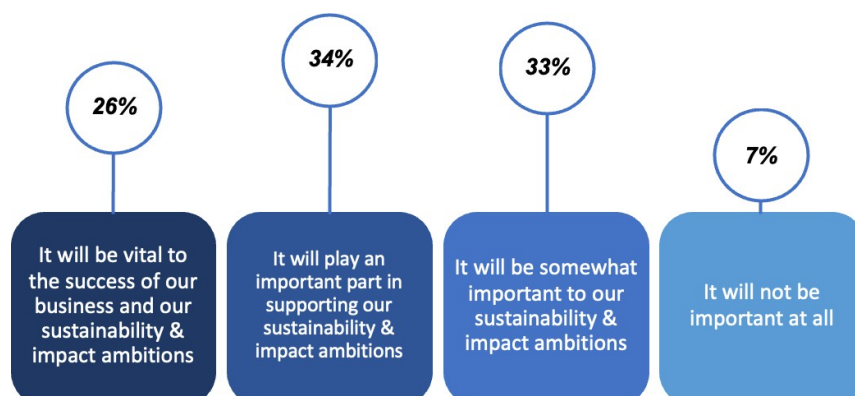 26%
34%
33%
7%
It will be vital to
the success of our
business and our
sustainability &
impact ambitions
It will play an
important part in
supporting our
sustainability &
impact ambitions
It will be somewhat
important to our
sustainability &
impact ambitions
It will not be
important at all